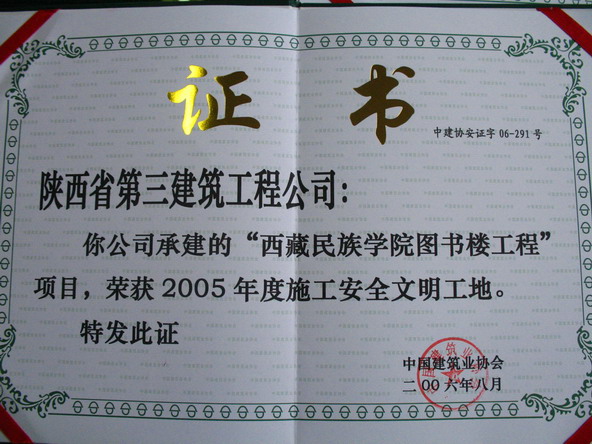 证 书
中建协安证字 06-291 号
陕西省第三建筑工程公司：
你公司承建的“西藏民族学院图书楼工程”
项目，荣获 2005 年度施工安全文明工地。
特发此证
中国建筑业协会
二00六年八月